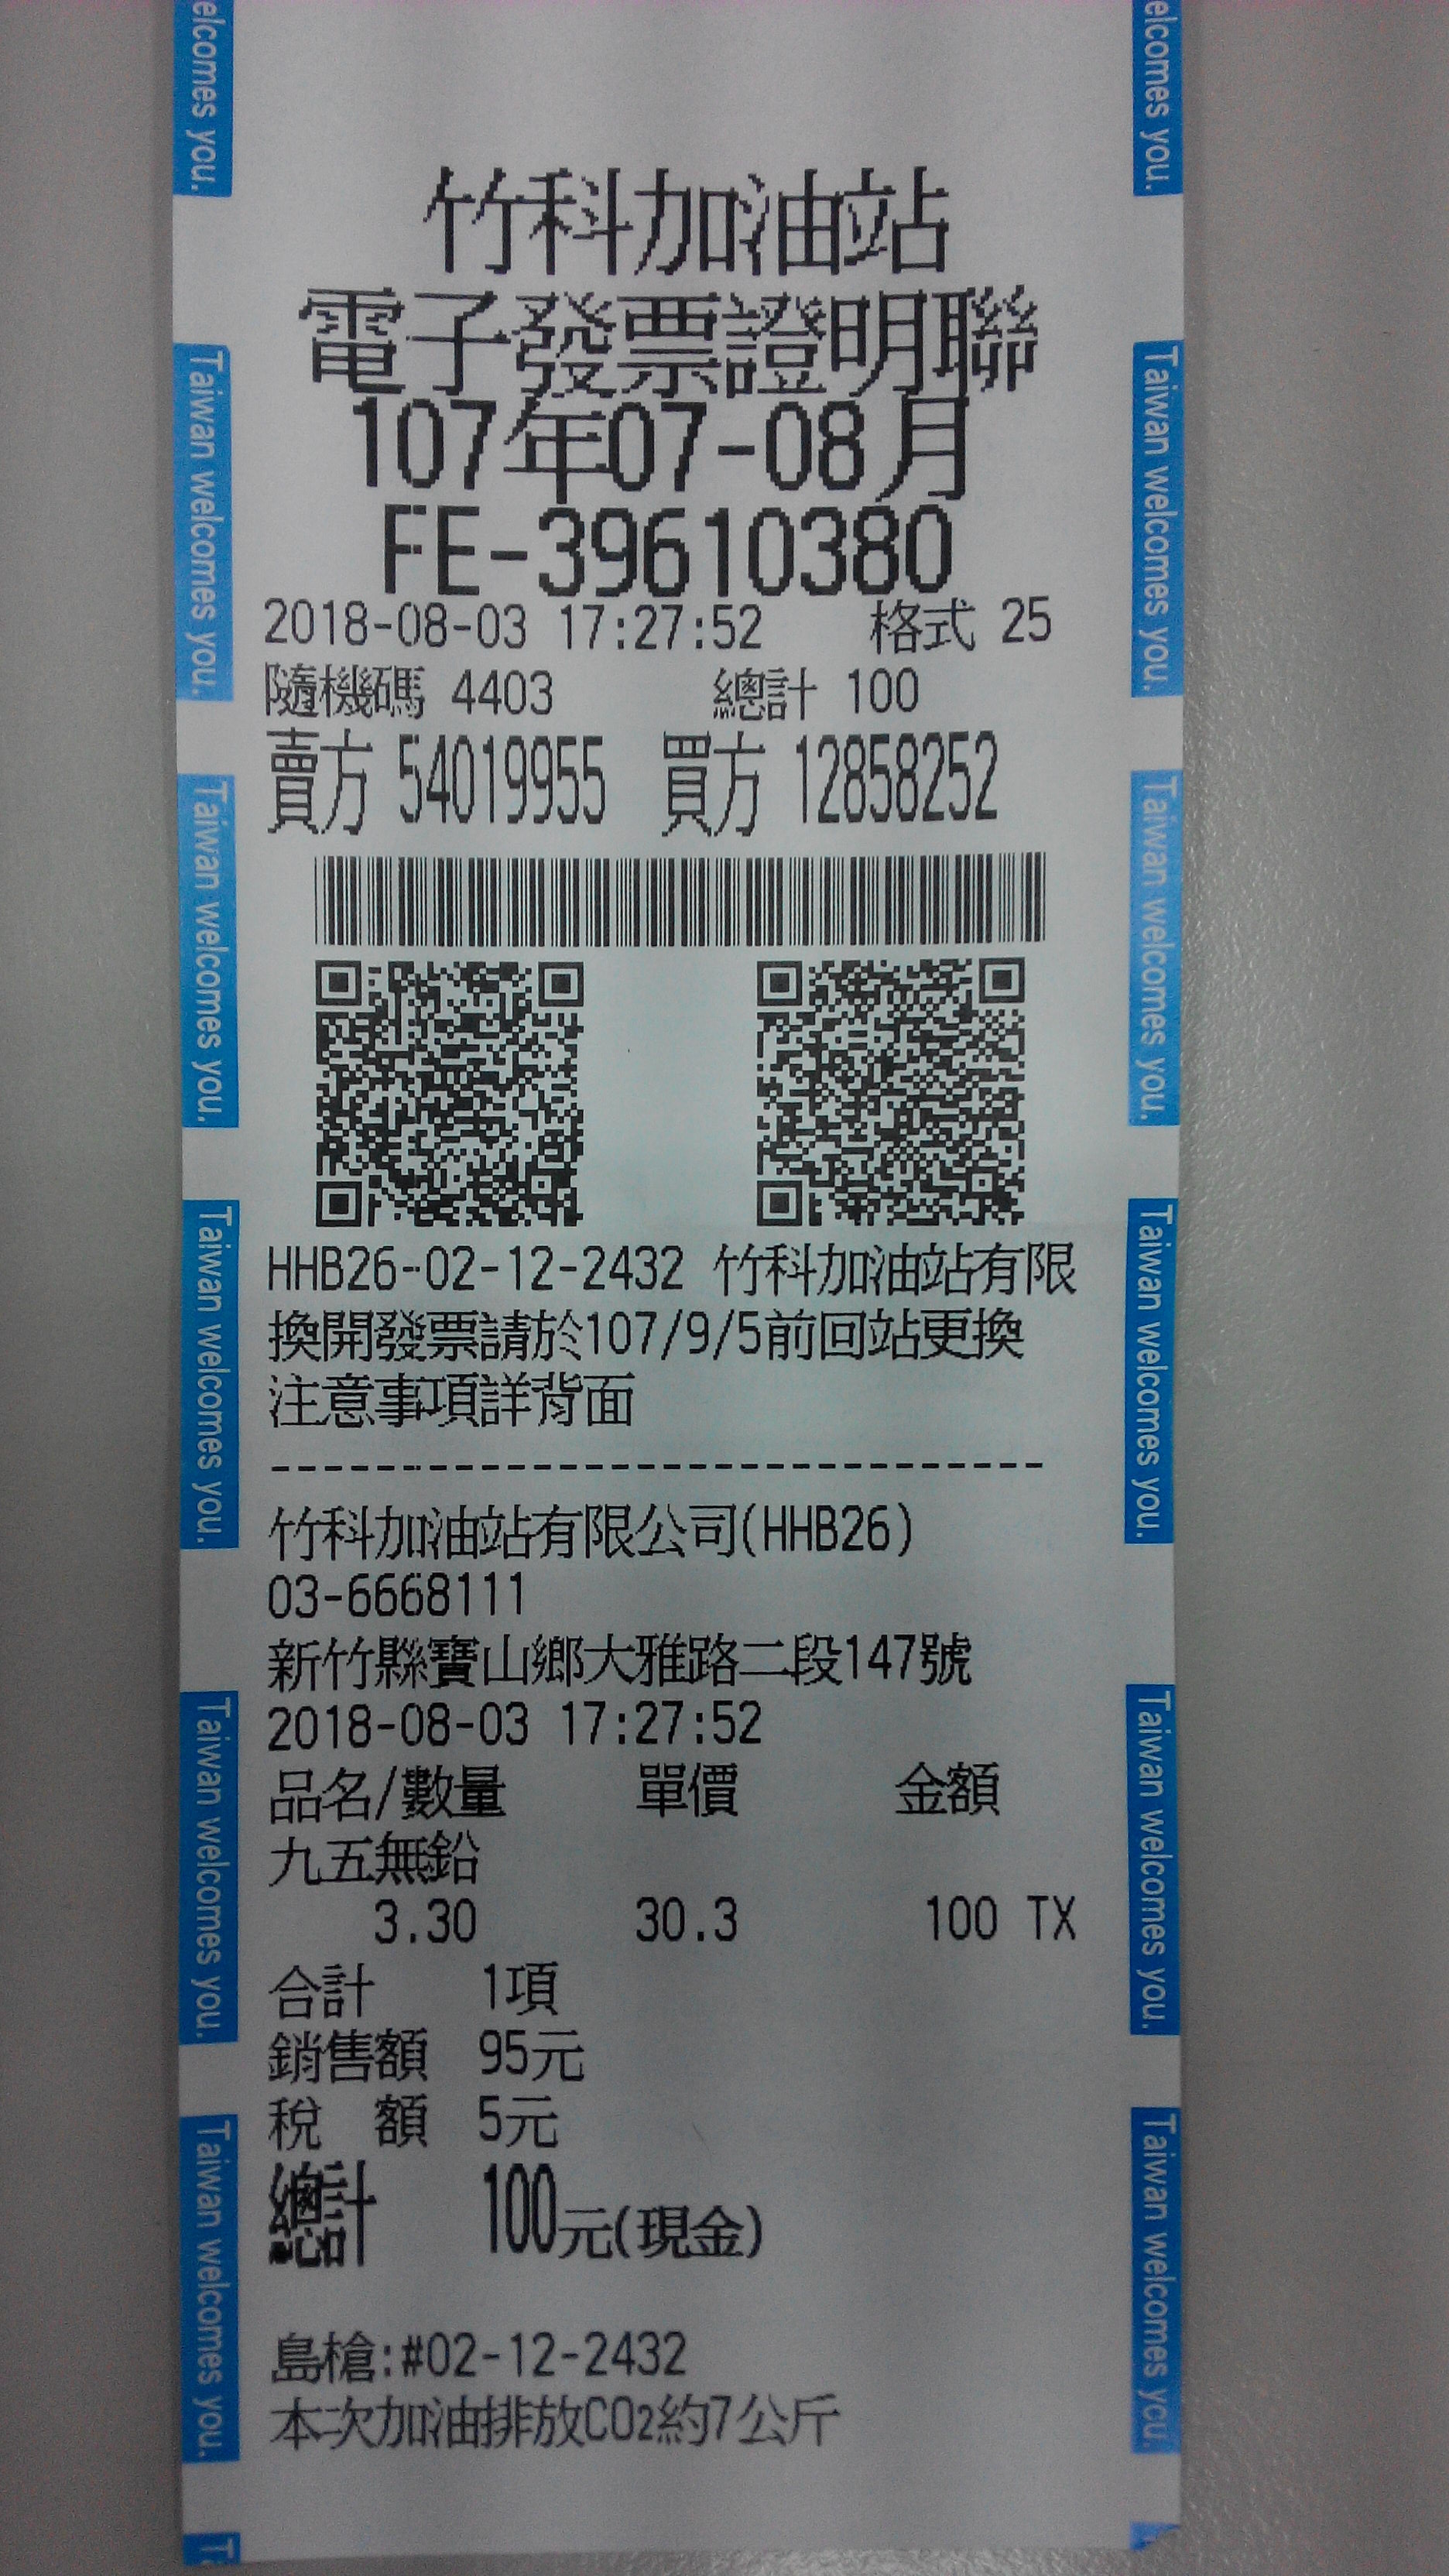 竹科加油站
電子發票證明聯
107年07-08月
FE-39610380
2018-08-03 17:27:52 格式 25
隨機碼 4403 總計 100
賣方 54019955 買方 12858252
HHB26-02-12-2432 竹科加油站有限
換開發票請於107/9/5前回站更換
注意事項詳背面
--------------------------------
竹科加油站有限公司(HHB26)
03-6668111
新竹縣寶山鄉大雅路二段147號
2018-08-03 17:27:52
品名/數量 單價 金額
九五無鉛
3.30 30.3 100 TX
合計 1項
銷售額 95元
稅 額 5元
總計 100元(現金)
島槍:#02-12-2432
本次加油排放CO2約7公斤
elcomes you.
Taiwan welcomes you.
Taiwan welcomes you.
Taiwan welcomes you.
Taiwan welcomes you.
Taiwan welcomes you.
Ta
elcomes you.
Taiwan welcomes you.
Taiwan welcomes you.
Taiwan welcomes you.
Taiwan welcomes you.
Taiwan welcomes you.